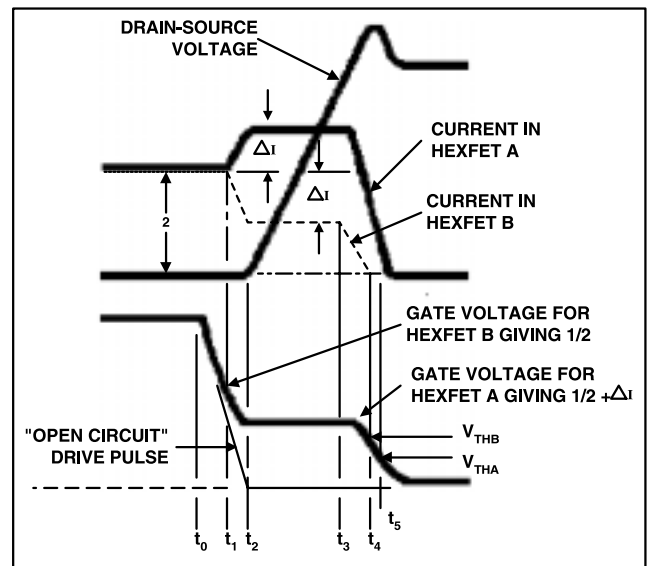 DRAIN-SOURCE
VOLTAGE
ΔI
ΔI
2
CURRENT IN
HEXFET A
CURRENT IN
HEXFET B
GATE VOLTAGE FOR
HEXFET B GIVING 1/2
GATE VOLTAGE FOR
HEXFET A GIVING 1/2 +ΔI
"OPEN CIRCUIT"
DRIVE PULSE
VTHB
VTHA
t0 t1 t2 t3 t4 t5